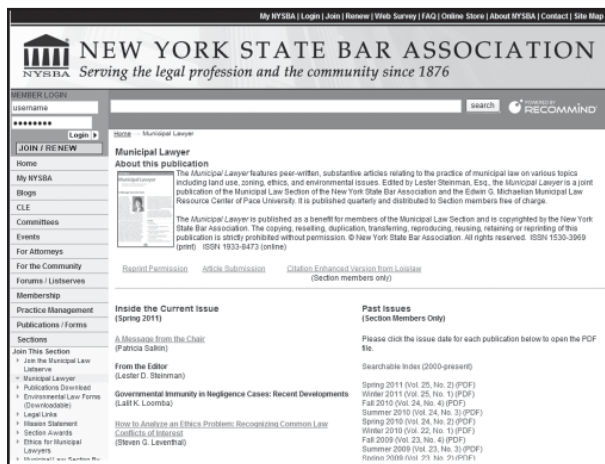 My NYSBA | Login | Join | Renew | Web Survey | FAQ | Online Store | About NYSBA | Contact | Site Map
NYSBA
NEW YORK STATE BAR ASSOCIATION
Serving the legal profession and the community since 1876
MEMBER LOGIN
username
Login
JOIN / RENEW
Home
My NYSBA
Blogs
CLE
Committees
Events
For Attorneys
For the Community
Forums / Listserves
Membership
Practice Management
Publications / Forms
Sections
Join This Section
Join the Municipal Law
Listserve
Municipal Lawyer
Publications Download
Environmental Law Forms
(Downloadable)
Legal Links
Mission Statement
Section Awards
Ethics for Municipal
Lawyers
Municipal Law Section By
search
POWERED BY
RECOMMIND
Home → Municipal Lawyer
Municipal Lawyer
About this publication
Municipal Lawyer
The Municipal Lawyer features peer-written, substantive articles relating to the practice of municipal law on various topics
including land use, zoning, ethics, and environmental issues. Edited by Lester Steinman, Esq., the Municipal Lawyer is a joint
publication of the Municipal Law Section of the New York State Bar Association and the Edwin G. Michaelian Municipal Law
Resource Center of Pace University. It is published quarterly and distributed to Section members free of charge.
The Municipal Lawyer is published as a benefit for members of the Municipal Law Section and is copyrighted by the New York
State Bar Association. The copying, reselling, duplication, transferring, reproducing, reusing, retaining or reprinting of this
publication is strictly prohibited without permission. © New York State Bar Association. All rights reserved. ISSN 1530-3969
(print) ISSN 1933-8473 (online)
Reprint Permission Article Submission Citation Enhanced Version from Loislaw
(Section members only)
Inside the Current Issue
(Spring 2011)
A Message from the Chair
(Patricia Salkin)
From the Editor
(Lester D. Steinman)
Governmental Immunity in Negligence Cases: Recent Developments
(Lalit K. Loomba)
How to Analyze an Ethics Problem: Recognizing Common Law
Conflicts of Interest
(Steven G. Leventhal)
Past Issues
(Section Members Only)
Please click the issue date for each publication below to open the PDF
file.
Searchable Index (2000-present)
Spring 2011 (Vol. 25, No. 2) (PDF)
Winter 2011 (Vol. 25, No. 1) (PDF)
Fall 2010 (Vol. 24, No. 4) (PDF)
Summer 2010 (Vol. 24, No. 3) (PDF)
Spring 2010 (Vol. 24, No. 2) (PDF)
Winter 2010 (Vol. 22, No. 1) (PDF)
Fall 2009 (Vol. 23, No. 4) (PDF)
Summer 2009 (Vol. 23, No. 3) (PDF)
Spring 2009 (Vol. 23, No. 2) (PDF)